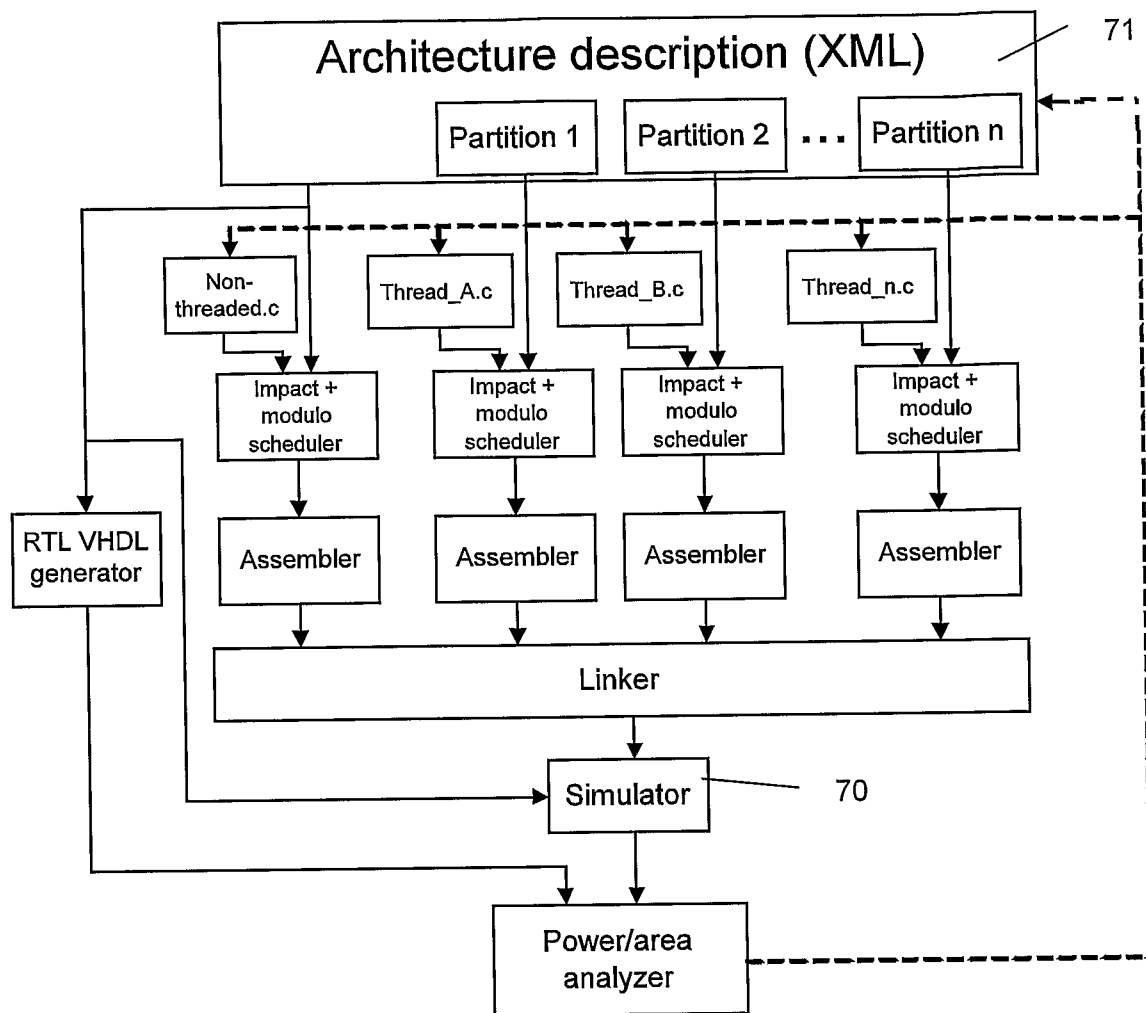 Architecture description (XML)
71
Partition 1
Partition 2
...
Partition n
Non-
threaded.c
Thread_A.c
Thread_B.c
Thread_n.c
Impact +
modulo
scheduler
Impact +
modulo
scheduler
Impact +
modulo
scheduler
Impact +
modulo
scheduler
RTL VHDL
generator
Assembler
Assembler
Assembler
Assembler
Linker
Simulator
70
Power/area
analyzer